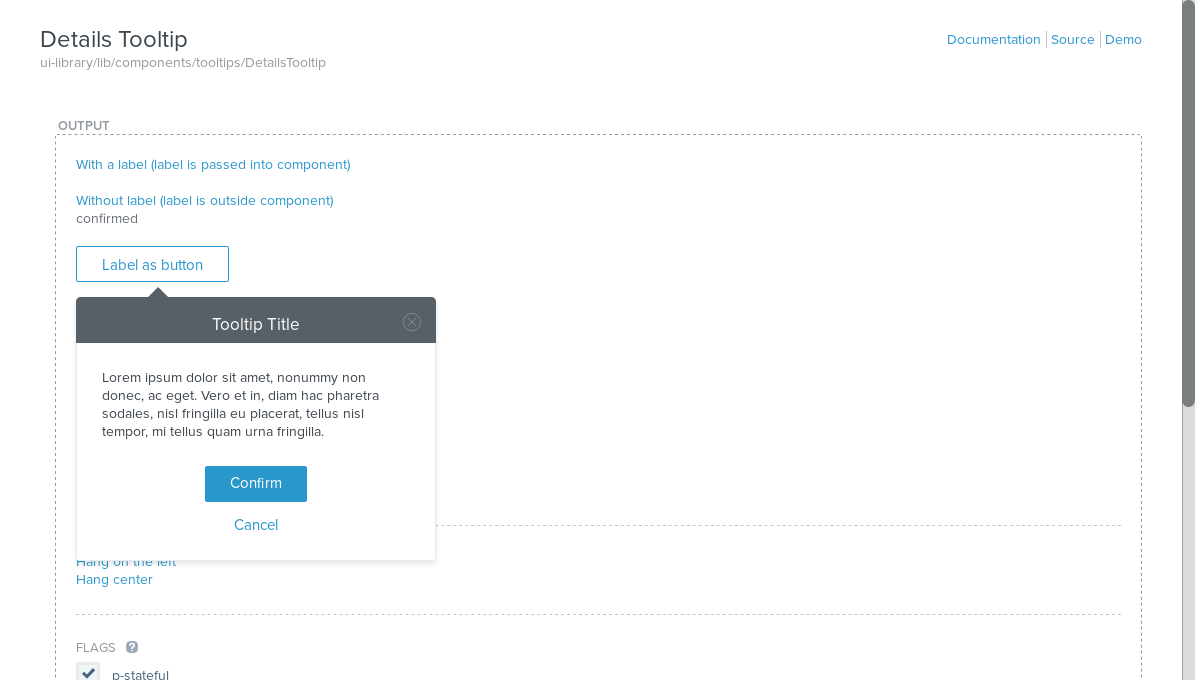 Details Tooltip
Documentation Source Demo
ui-library/lib/components/tooltips/DetailsTooltip
OUTPUT
With a label (label is passed into component)
Without label (label is outside component)
confirmed
Label as button
Tooltip Title
Lorem ipsum dolor sit amet, nonummy non
donec, ac eget. Vero et in, diam hac pharetra
sodales, nisl fringilla eu placerat, tellus nisl
tempor, mi tellus quam urna fringilla.
Confirm
Cancel
Hang on the left
Hang center
FLAGS ?
p-stateful